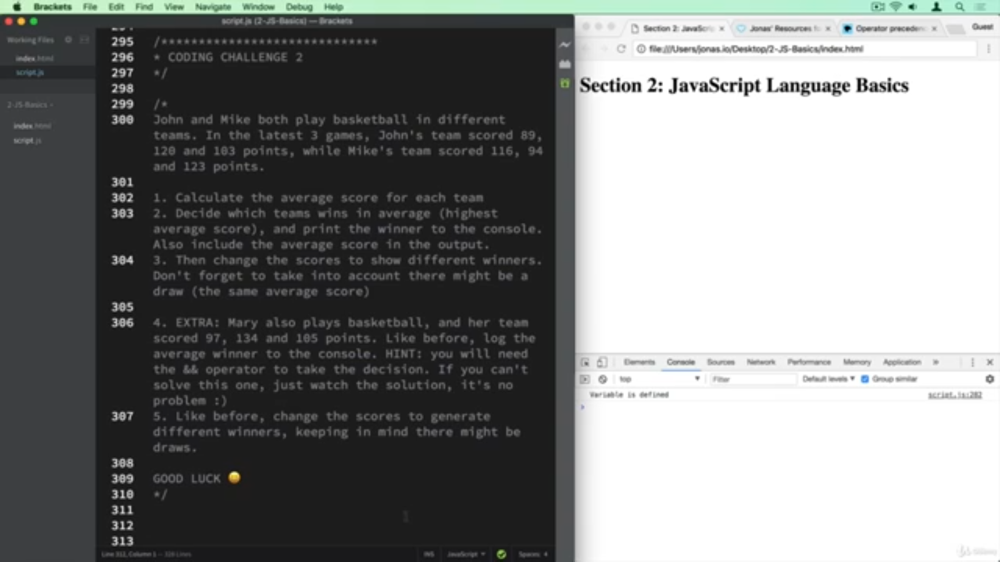 Brackets File Edit Find View Navigate Window Debug Help
script.js (2-JS-Basics) — Brackets
Working Files
index.html
script.js
2-JS-Basics
index.html
script.js
295 /*****************************
296 * CODING CHALLENGE 2
297 */
298
299 /*
300 John and Mike both play basketball in different
teams. In the latest 3 games, John's team scored 89,
120 and 103 points, while Mike's team scored 116, 94
and 123 points.
301
302 1. Calculate the average score for each team
303 2. Decide which teams wins in average (highest
average score), and print the winner to the console.
Also include the average score in the output.
304 3. Then change the scores to show different winners.
Don't forget to take into account there might be a
draw (the same average score)
305
306 4. EXTRA: Mary also plays basketball, and her team
scored 97, 134 and 105 points. Like before, log the
average winner to the console. HINT: you will need
the && operator to take the decision. If you can't
solve this one, just watch the solution, it's no
problem :)
307 5. Like before, change the scores to generate
different winners, keeping in mind there might be
draws.
308
309 GOOD LUCK 😀
310 */
311
312
313
Line 312, Column 1 — 328 Lines
INS JavaScript Spaces: 4
Section 2: JavaScrip Jonas' Resources fo Operator preceden Guest
file:///Users/jonas.io/Desktop/2-JS-Basics/index.html
Section 2: JavaScript Language Basics
Elements Console Sources Network Performance Memory Application »
top Filter Default levels Group similar
Variable is defined script.js:282
>